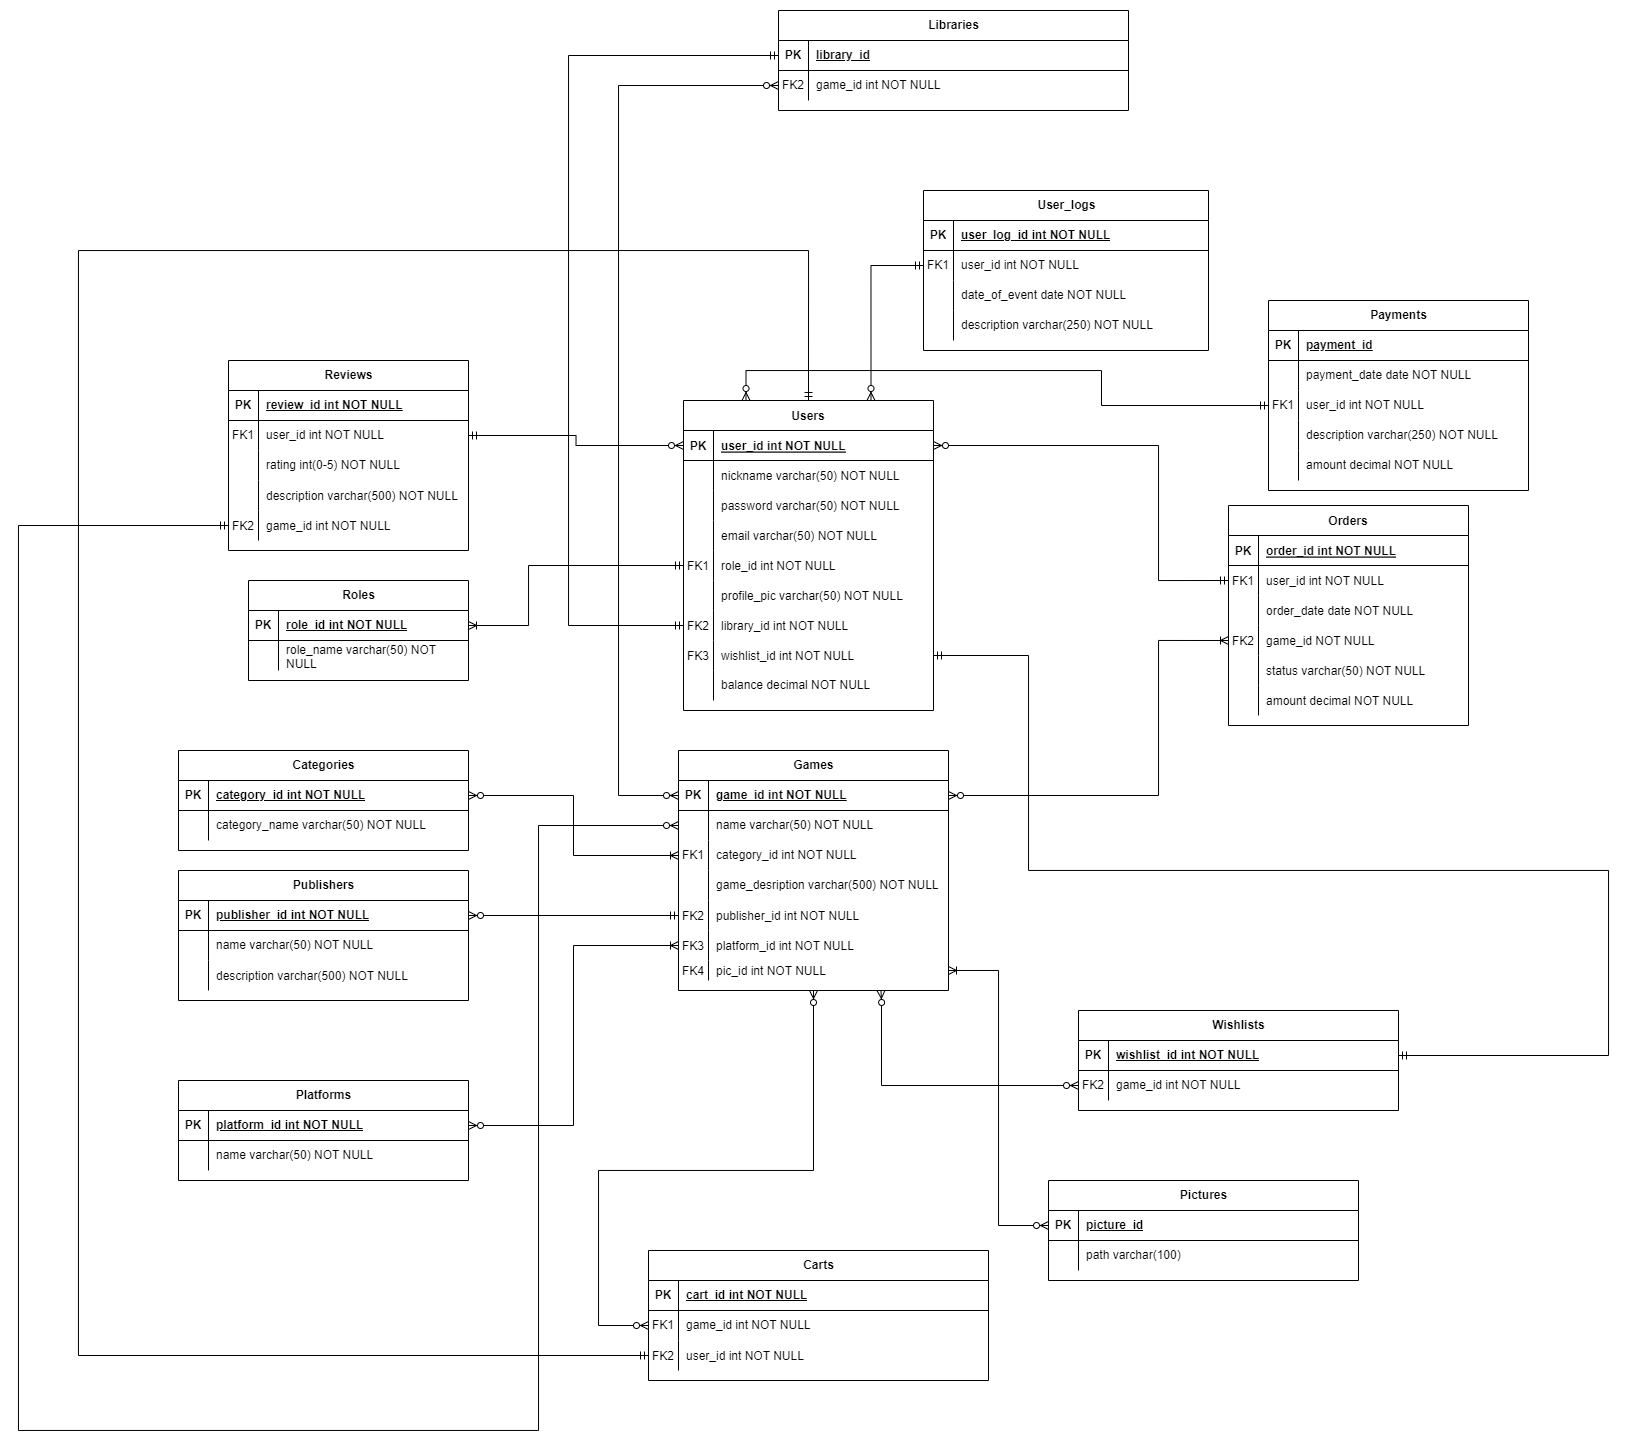 Libraries
PK library_id
FK2 game_id int NOT NULL
User_logs
PK user_log_id int NOT NULL
FK1 user_id int NOT NULL
date_of_event date NOT NULL
description varchar(250) NOT NULL
Payments
PK payment_id
payment_date date NOT NULL
FK1 user_id int NOT NULL
description varchar(250) NOT NULL
amount decimal NOT NULL
Reviews
PK review_id int NOT NULL
FK1 user_id int NOT NULL
rating int(0-5) NOT NULL
description varchar(500) NOT NULL
FK2 game_id int NOT NULL
Users
PK user_id int NOT NULL
nickname varchar(50) NOT NULL
password varchar(50) NOT NULL
email varchar(50) NOT NULL
FK1 role_id int NOT NULL
profile_pic varchar(50) NOT NULL
FK2 library_id int NOT NULL
FK3 wishlist_id int NOT NULL
balance decimal NOT NULL
Orders
PK order_id int NOT NULL
FK1 user_id int NOT NULL
order_date date NOT NULL
FK2 game_id NOT NULL
status varchar(50) NOT NULL
amount decimal NOT NULL
Roles
PK role_id int NOT NULL
role_name varchar(50) NOT
NULL
Categories
PK category_id int NOT NULL
category_name varchar(50) NOT NULL
Games
PK game_id int NOT NULL
name varchar(50) NOT NULL
FK1 category_id int NOT NULL
game_desription varchar(500) NOT NULL
FK2 publisher_id int NOT NULL
FK3 platform_id int NOT NULL
FK4 pic_id int NOT NULL
Publishers
PK publisher_id int NOT NULL
name varchar(50) NOT NULL
description varchar(500) NOT NULL
Wishlists
PK wishlist_id int NOT NULL
FK2 game_id int NOT NULL
Platforms
PK platform_id int NOT NULL
name varchar(50) NOT NULL
Pictures
PK picture_id
path varchar(100)
Carts
PK cart_id int NOT NULL
FK1 game_id int NOT NULL
FK2 user_id int NOT NULL